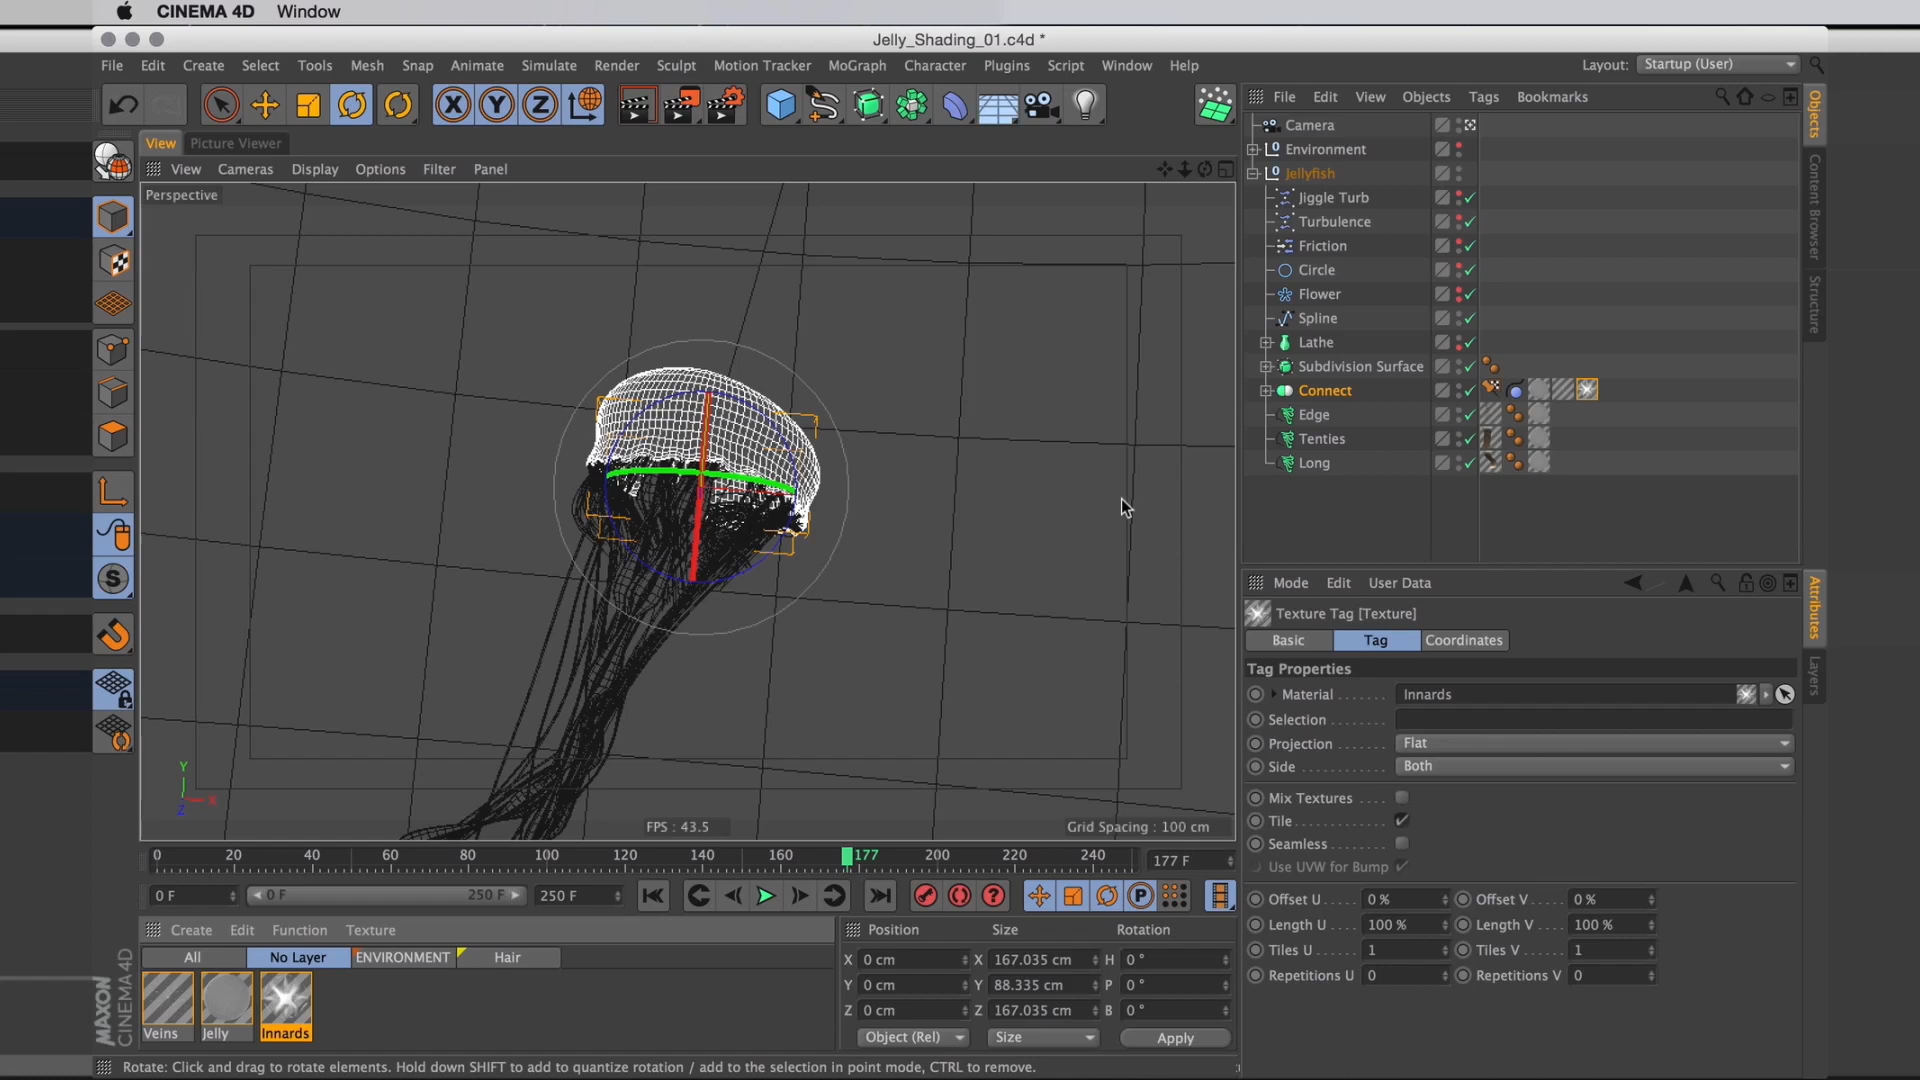 CINEMA 4D Window
Jelly_Shading_01.c4d *
File Edit Create Select Tools Mesh Snap Animate Simulate Render Sculpt Motion Tracker MoGraph Character Plugins Script Window Help
Layout: Startup (User)
File Edit View Objects Tags Bookmarks
View Picture Viewer
View Cameras Display Options Filter Panel
Perspective
Camera
Environment
Jellyfish
Jiggle Turb
Turbulence
Friction
Circle
Flower
Spline
Lathe
Subdivision Surface
Connect
Edge
Tenties
Long
Objects
Content Browser
Structure
Attributes
Layers
X Y Z
S
Y
X
Z
FPS : 43.5
Grid Spacing : 100 cm
Mode Edit User Data
Texture Tag [Texture]
Basic Tag Coordinates
Tag Properties
Material Innards
Selection
Projection Flat
Side Both
Mix Textures
Tile
Seamless
Use UVW for Bump
Offset U 0 % Offset V 0 %
Length U 100 % Length V 100 %
Tiles U 1 Tiles V 1
Repetitions U 0 Repetitions V 0
0 20 40 60 80 100 120 140 160 177 200 220 240 177 F
0 F 0 F 250 F 250 F
P
Create Edit Function Texture
All No Layer ENVIRONMENT Hair
Veins Jelly Innards
Position Size Rotation
X 0 cm X 167.035 cm H 0 °
Y 0 cm Y 88.335 cm P 0 °
Z 0 cm Z 167.035 cm B 0 °
Object (Rel) Size Apply
MAXON
CINEMA 4D
Rotate: Click and drag to rotate elements. Hold down SHIFT to add to quantize rotation / add to the selection in point mode, CTRL to remove.